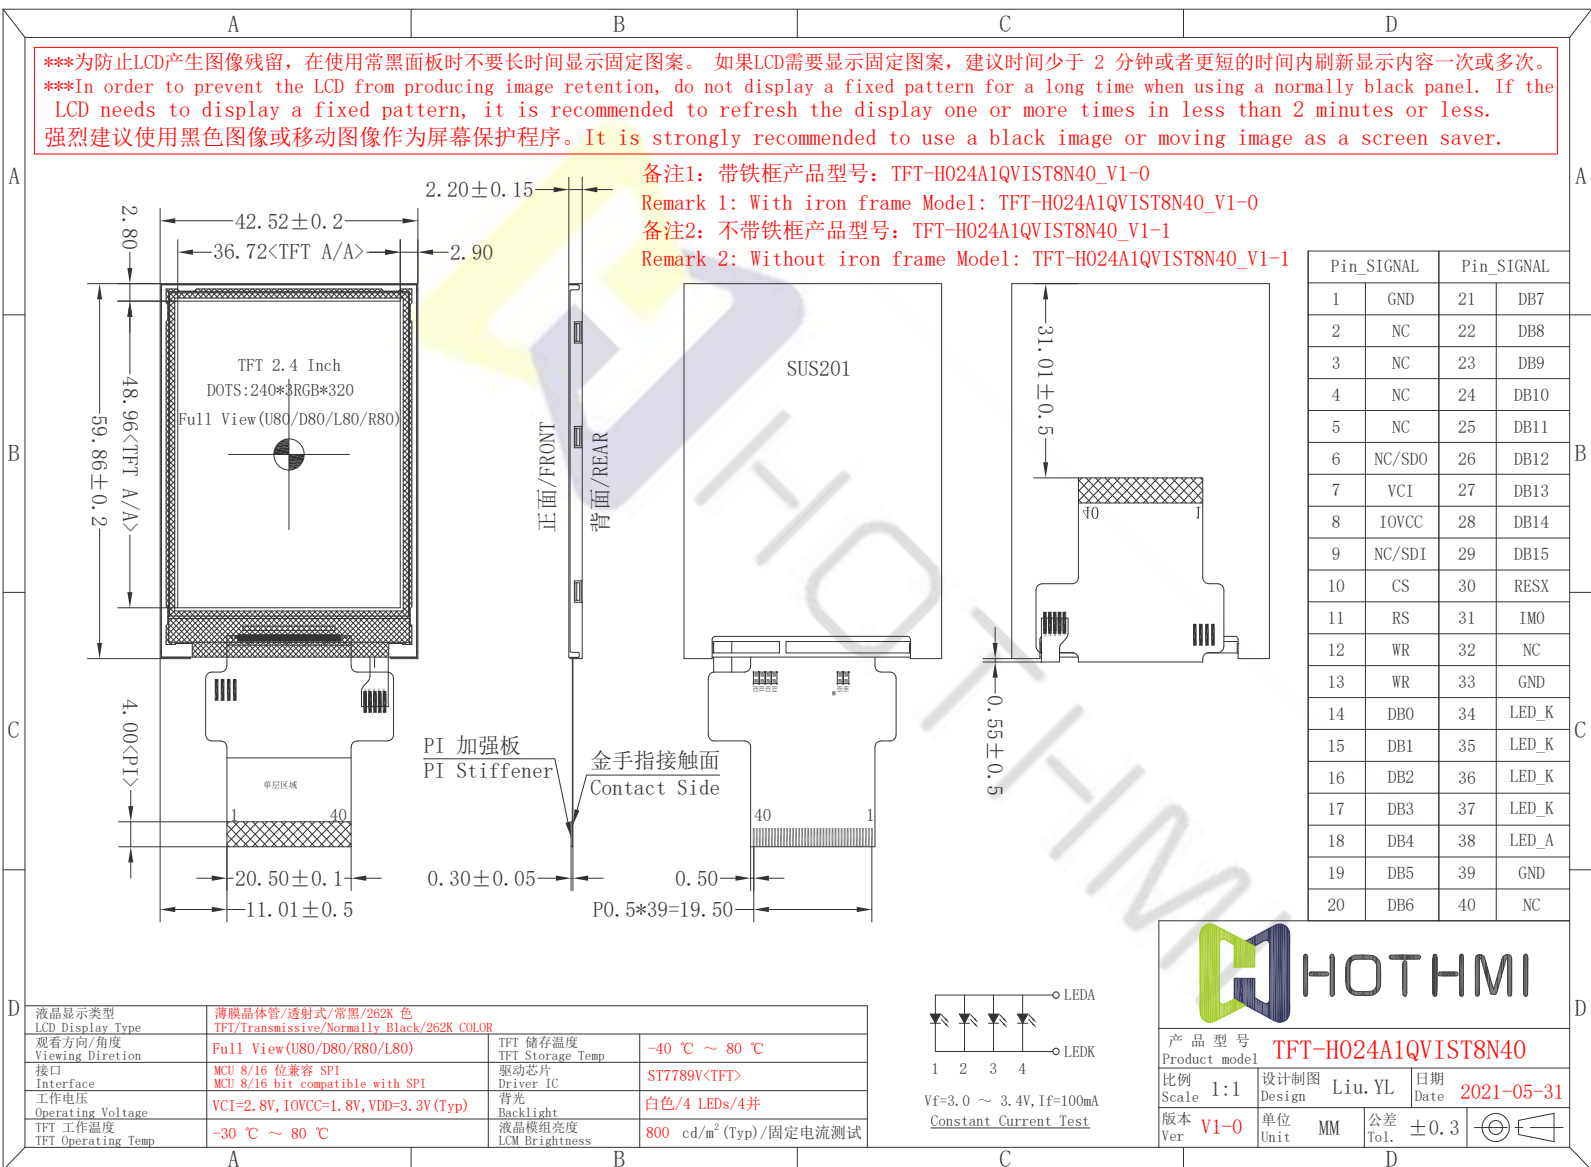 A B C D
***为防止LCD产生图像残留，在使用常黑面板时不要长时间显示固定图案。 如果LCD需要显示固定图案，建议时间少于 2 分钟或者更短的时间内刷新显示内容一次或多次。
***In order to prevent the LCD from producing image retention, do not display a fixed pattern for a long time when using a normally black panel. If the
LCD needs to display a fixed pattern, it is recommended to refresh the display one or more times in less than 2 minutes or less.
强烈建议使用黑色图像或移动图像作为屏幕保护程序。It is strongly recommended to use a black image or moving image as a screen saver.
备注1：带铁框产品型号：TFT-H024A1QVIST8N40_V1-0
Remark 1: With iron frame Model: TFT-H024A1QVIST8N40_V1-0
备注2：不带铁框产品型号：TFT-H024A1QVIST8N40_V1-1
Remark 2: Without iron frame Model: TFT-H024A1QVIST8N40_V1-1
A
B
C
D
A
B
C
D
2.80
42.52±0.2
36.72<TFT A/A>
2.90
2.20±0.15
59.86±0.2
48.96<TFT A/A>
TFT 2.4 Inch
DOTS:240*3RGB*320
Full View(U80/D80/L80/R80)
正面/FRONT
背面/REAR
SUS201
31.01±0.5
40 1
0.55±0.5
4.00<PI>
单层区域
1 40
20.50±0.1
11.01±0.5
PI 加强板
PI Stiffener
金手指接触面
Contact Side
0.30±0.05
40 1
0.50
P0.5*39=19.50
HOTHMI
Pin_SIGNAL Pin_SIGNAL
1 GND 21 DB7
2 NC 22 DB8
3 NC 23 DB9
4 NC 24 DB10
5 NC 25 DB11
6 NC/SDO 26 DB12
7 VCI 27 DB13
8 IOVCC 28 DB14
9 NC/SDI 29 DB15
10 CS 30 RESX
11 RS 31 IM0
12 WR 32 NC
13 WR 33 GND
14 DB0 34 LED_K
15 DB1 35 LED_K
16 DB2 36 LED_K
17 DB3 37 LED_K
18 DB4 38 LED_A
19 DB5 39 GND
20 DB6 40 NC
液晶显示类型 薄膜晶体管/透射式/常黑/262K 色
LCD Display Type TFT/Transmissive/Normally Black/262K COLOR
观看方向/角度
Viewing Diretion
Full View(U80/D80/R80/L80)
TFT 储存温度
TFT Storage Temp
-40 ℃ ～ 80 ℃
接口 MCU 8/16 位兼容 SPI
Interface MCU 8/16 bit compatible with SPI
驱动芯片
Driver IC
ST7789V<TFT>
工作电压
Operating Voltage
VCI=2.8V,IOVCC=1.8V,VDD=3.3V(Typ)
背光
Backlight
白色/4 LEDs/4并
TFT 工作温度
TFT Operating Temp
-30 ℃ ～ 80 ℃
液晶模组亮度
LCM Brightness
800 cd/m²(Typ)/固定电流测试
LEDA
LEDK
1 2 3 4
Vf=3.0 ～ 3.4V,If=100mA
Constant Current Test
HOTHMI
产 品 型 号
Product model
TFT-H024A1QVIST8N40
比例
Scale
1:1
设计制图
Design
Liu.YL
日期
Date
2021-05-31
版本
Ver
V1-0
单位
Unit
MM
公差
Tol.
±0.3
A B C D